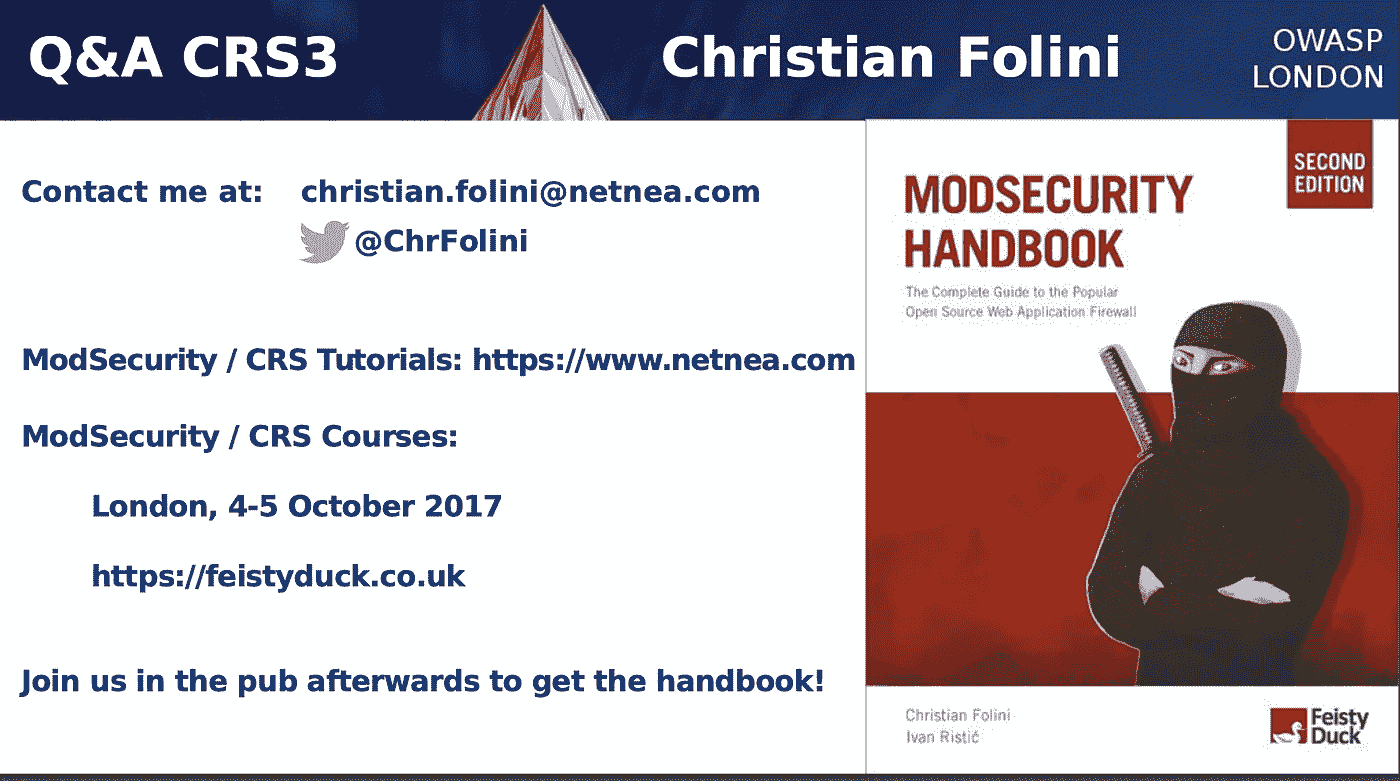 Q&A CRS3
Christian Folini
OWASP
LONDON
Contact me at: christian.folini@netnea.com
@ChrFolini
ModSecurity / CRS Tutorials: https://www.netnea.com
ModSecurity / CRS Courses:
London, 4-5 October 2017
https://feistyduck.co.uk
Join us in the pub afterwards to get the handbook!
SECOND
EDITION
MODSECURITY
HANDBOOK
The Complete Guide to the Popular
Open Source Web Application Firewall
Christian Folini
Ivan Ristić
Feisty
Duck